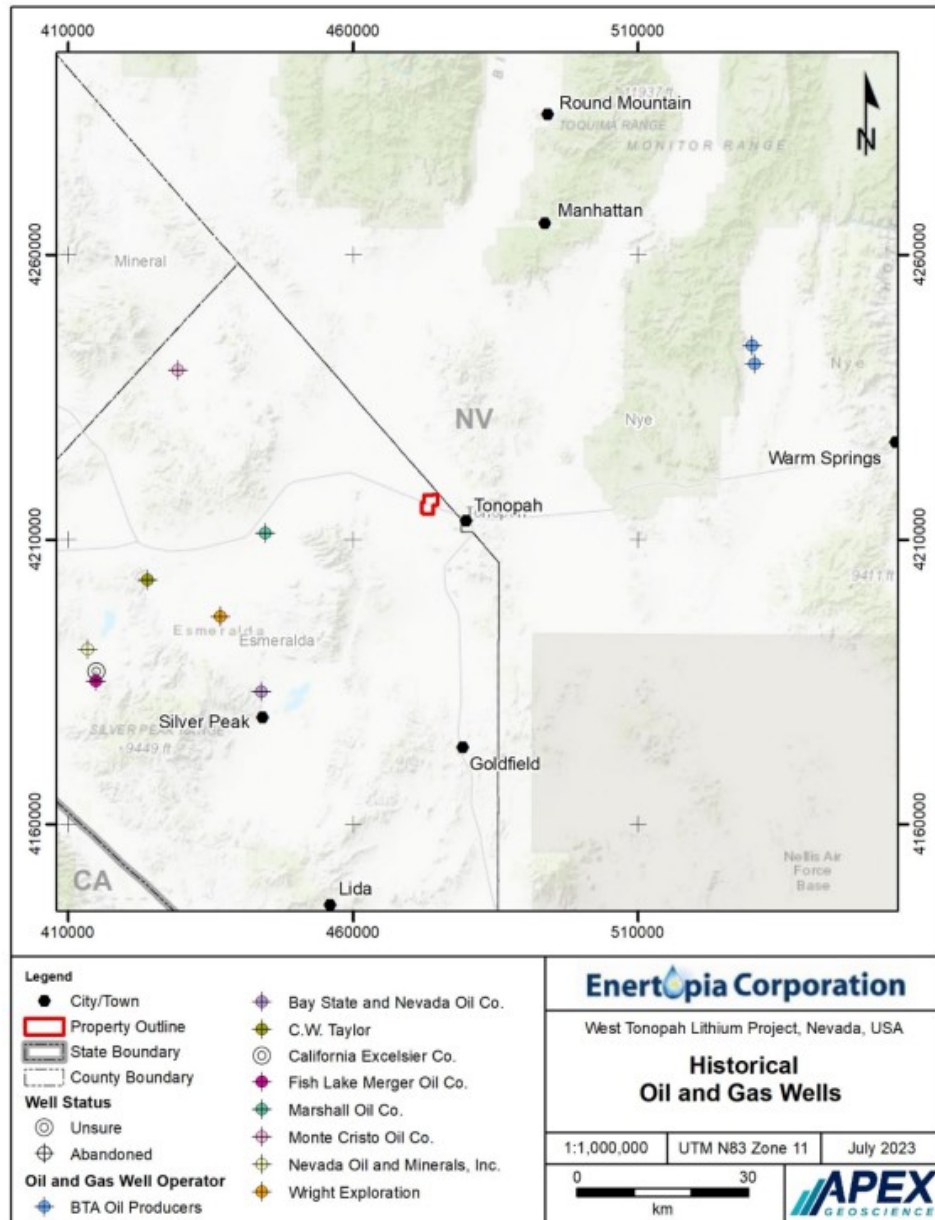 410000
460000
510000
Round Mountain
11937 ft
TOQUIMA RANGE
MONITOR RANGE
Manhattan
4260000
4260000
Mineral
Nye
NV
Nye
Warm Springs
Tonopah
4210000
4210000
9411 ft
Esmeralda
Esmeralda
Silver Peak
SILVER PEAK RANGE
9449 ft
Goldfield
4160000
4160000
Nellis Air
Force
Base
CA
Lida
410000
460000
510000
N
Legend
City/Town
Property Outline
State Boundary
County Boundary
Well Status
Unsure
Abandoned
Oil and Gas Well Operator
BTA Oil Producers
Bay State and Nevada Oil Co.
C.W. Taylor
California Excelsier Co.
Fish Lake Merger Oil Co.
Marshall Oil Co.
Monte Cristo Oil Co.
Nevada Oil and Minerals, Inc.
Wright Exploration
Enertopia Corporation
West Tonopah Lithium Project, Nevada, USA
Historical
Oil and Gas Wells
1:1,000,000
UTM N83 Zone 11
July 2023
0 30
km
APEX
GEOSCIENCE